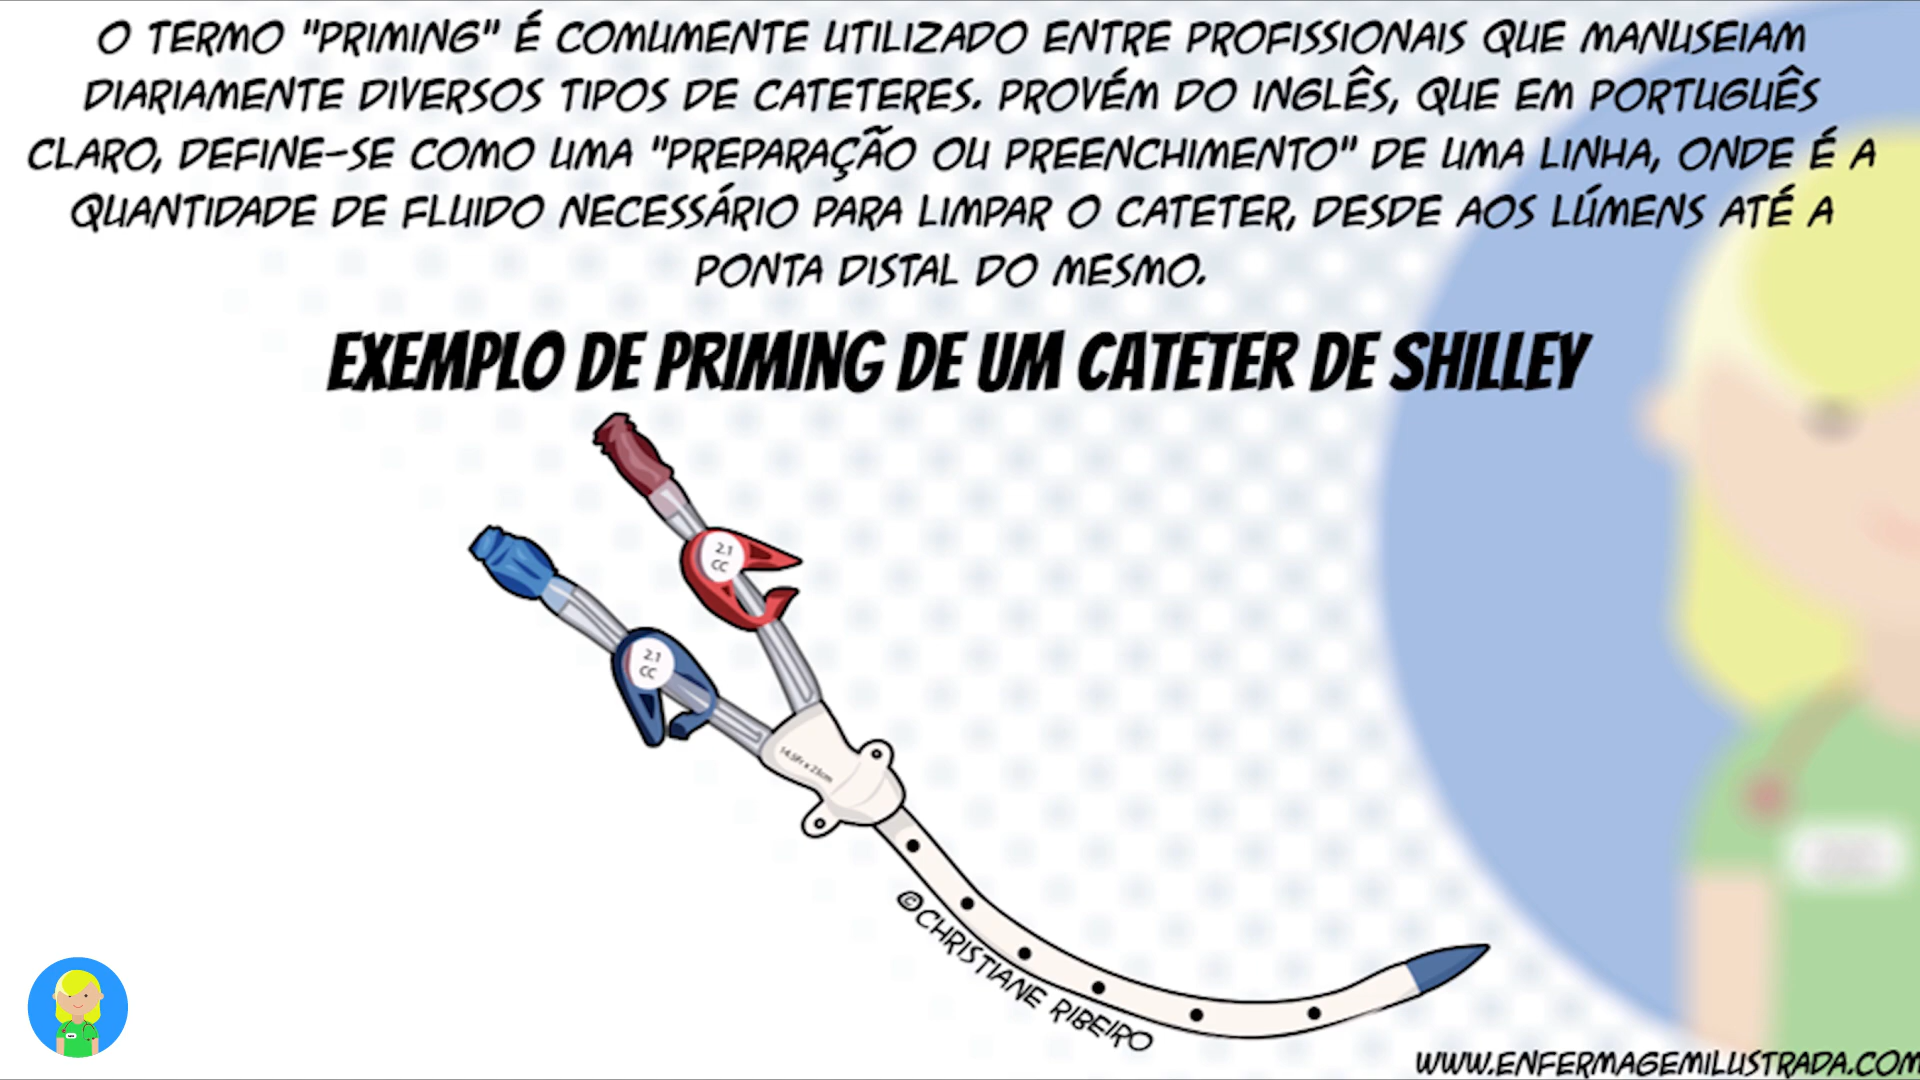 O TERMO "PRIMING" É COMUMENTE UTILIZADO ENTRE PROFISSIONAIS QUE MANUSEIAM
DIARIAMENTE DIVERSOS TIPOS DE CATETERES. PROVÉM DO INGLÊS, QUE EM PORTUGUÊS
CLARO, DEFINE-SE COMO UMA "PREPARAÇÃO OU PREENCHIMENTO" DE UMA LINHA, ONDE É A
QUANTIDADE DE FLUIDO NECESSÁRIO PARA LIMPAR O CATETER, DESDE AOS LÚMENS ATÉ A
PONTA DISTAL DO MESMO.
EXEMPLO DE PRIMING DE UM CATETER DE SHILLEY
2.1
CC
2.1
CC
14.5Fr x 23cm
©CHRISTIANE RIBEIRO
WWW.ENFERMAGEMILUSTRADA.COM